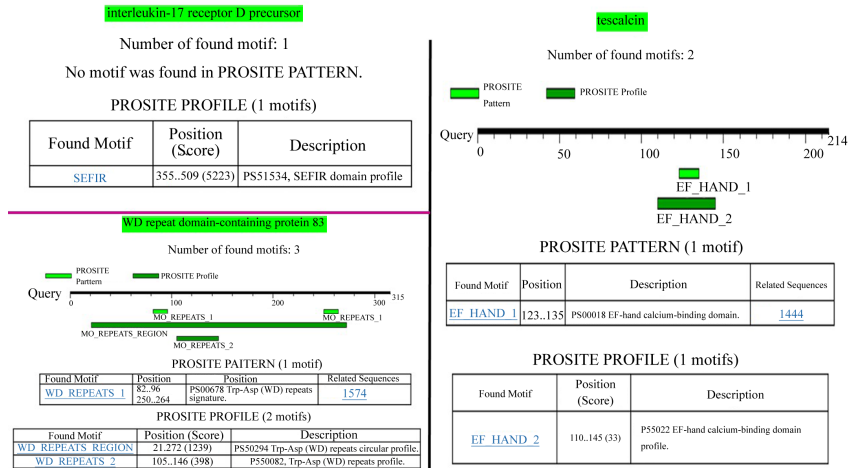 interleukin-17 receptor D precursor
Number of found motif: 1
No motif was found in PROSITE PATTERN.
PROSITE PROFILE (1 motifs)
Found Motif Position (Score) Description
SEFIR 355..509 (5223) PS51534, SEFIR domain profile
WD repeat domain-containing protein 83
Number of found motifs: 3
PROSITE Parttern PROSITE Profile
Query 0 100 200 300 315
MO_REPEATS_1 MO_REPEATS_1
MO_REPEATS_REGION
MO_REPEATS_2
PROSITE PAITERN (1 motif)
Found Motif Position Position Related Sequences
WD_REPEATS_1 82..96 250..264 PS00678 Trp-Asp (WD) repeats signature. 1574
PROSITE PROFILE (2 motifs)
Found Motif Position (Score) Description
WD_REPEATS_REGION 21.272 (1239) PS50294 Trp-Asp (WD) repeats circular profile.
WD_REPEATS_2 105..146 (398) P550082, Trp-Asp (WD) repeats profile.
tescalcin
Number of found motifs: 2
PROSITE Pattern PROSITE Profile
Query 0 50 100 150 200 214
EF_HAND_1
EF_HAND_2
PROSITE PATTERN (1 motif)
Found Motif Position Description Related Sequences
EF_HAND_1 123..135 PS00018 EF-hand calcium-binding domain. 1444
PROSITE PROFILE (1 motifs)
Found Motif Position (Score) Description
EF_HAND_2 110..145 (33) P55022 EF-hand calcium-binding domain profile.